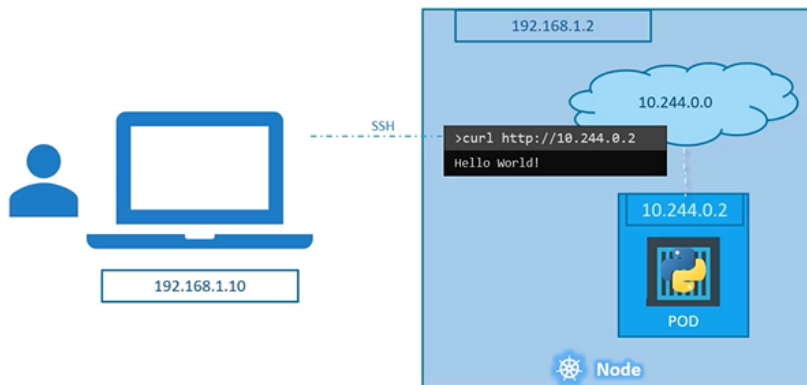 192.168.1.2
10.244.0.0
SSH
>curl http://10.244.0.2
Hello World!
10.244.0.2
192.168.1.10
POD
Node